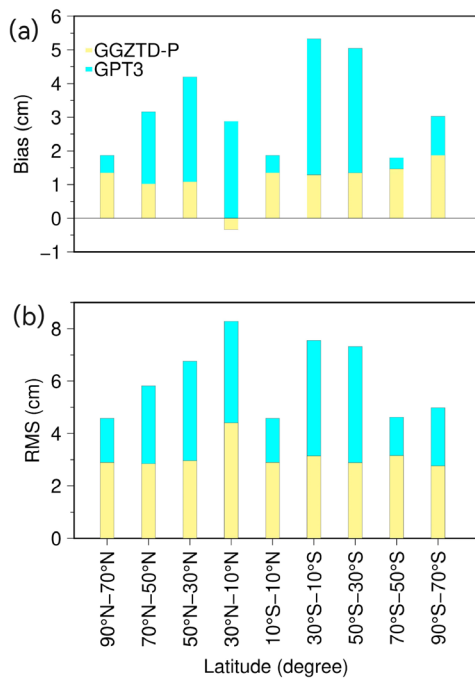 (a)
GGZTD-P
GPT3
Bias (cm)
6
5
4
3
2
1
0
−1
(b)
RMS (cm)
8
6
4
2
0
90°N−70°N
70°N−50°N
50°N−30°N
30°N−10°N
10°S−10°N
30°S−10°S
50°S−30°S
70°S−50°S
90°S−70°S
Latitude (degree)